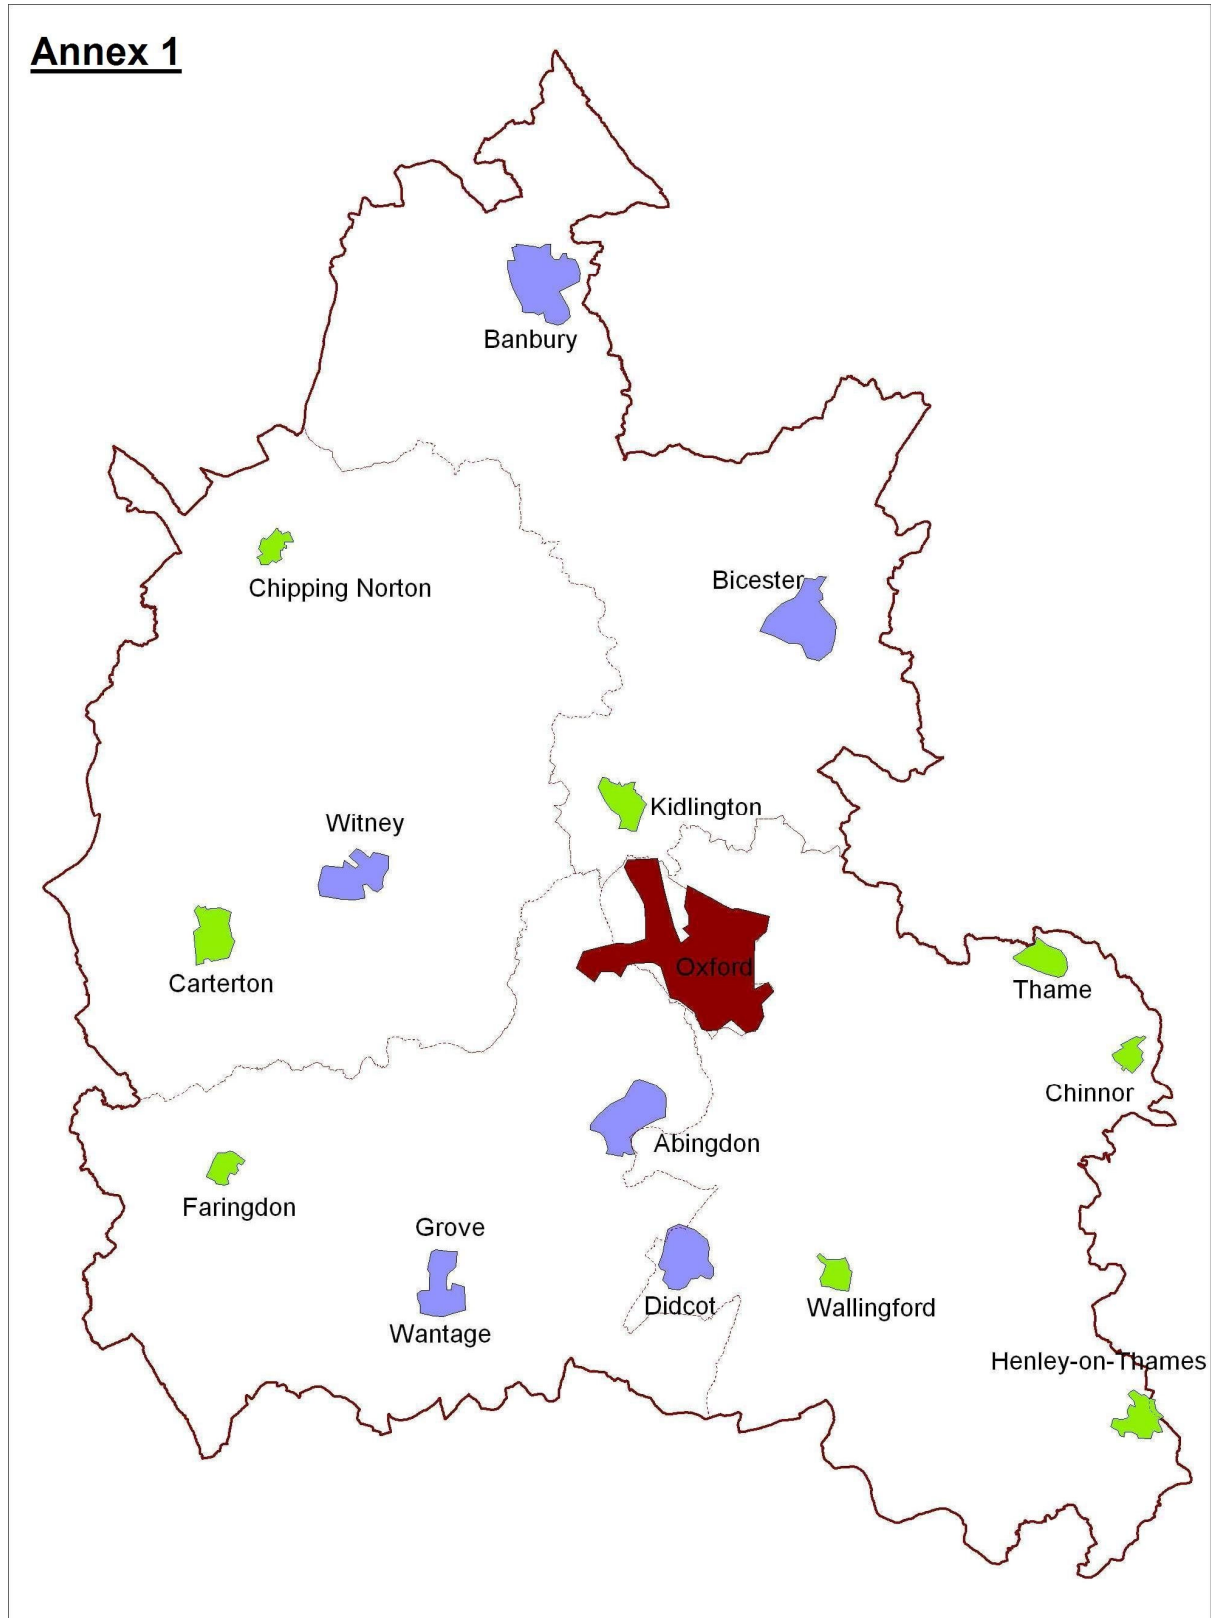 Annex 1
Banbury
Chipping Norton
Bicester
Kidlington
Witney
Carterton
Oxford
Thame
Chinnor
Abingdon
Faringdon
Grove
Wantage
Didcot
Wallingford
Henley-on-Thames